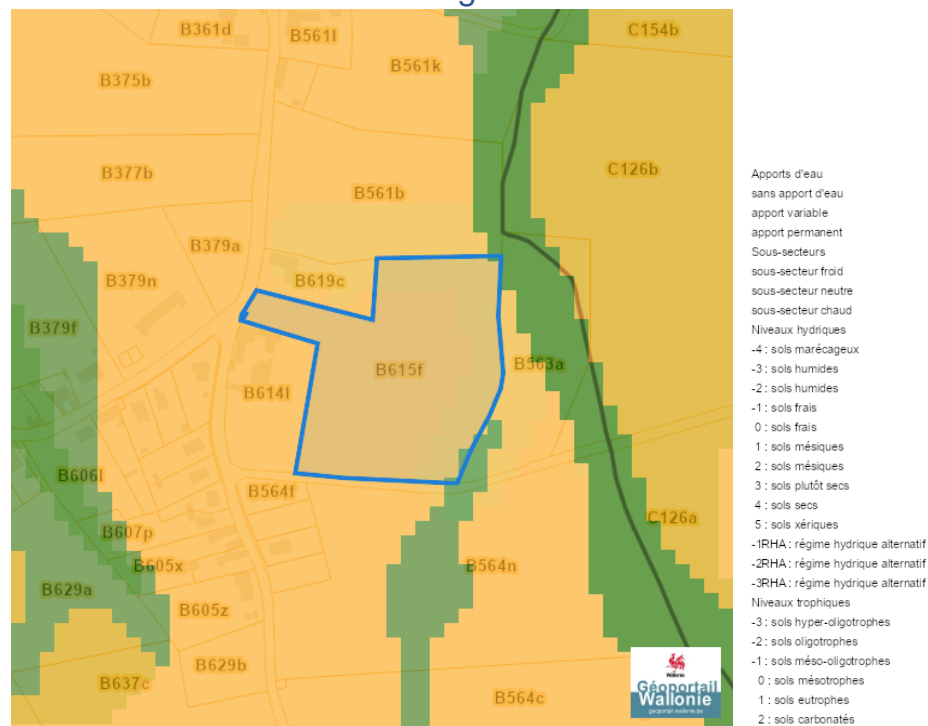 B361d
B561l
C154b
B375b
B561k
B377b
C126b
B561b
B379a
B379n
B619c
B379f
B615f
B563a
B614l
B606l
B564f
B607p
C126a
B605x
B564n
B629a
B605z
B629b
B637c
B564c
Wallonie
Géoportail
Wallonie
geoportail.wallonie.be
Apports d'eau
sans apport d'eau
apport variable
apport permanent
Sous-secteurs
sous-secteur froid
sous-secteur neutre
sous-secteur chaud
Niveaux hydriques
-4 : sols marécageux
-3 : sols humides
-2 : sols humides
-1 : sols frais
0 : sols frais
1 : sols mésiques
2 : sols mésiques
3 : sols plutôt secs
4 : sols secs
5 : sols xériques
-1RHA : régime hydrique alternatif
-2RHA : régime hydrique alternatif
-3RHA : régime hydrique alternatif
Niveaux trophiques
-3 : sols hyper-oligotrophes
-2 : sols oligotrophes
-1 : sols méso-oligotrophes
0 : sols mésotrophes
1 : sols eutrophes
2 : sols carbonatés